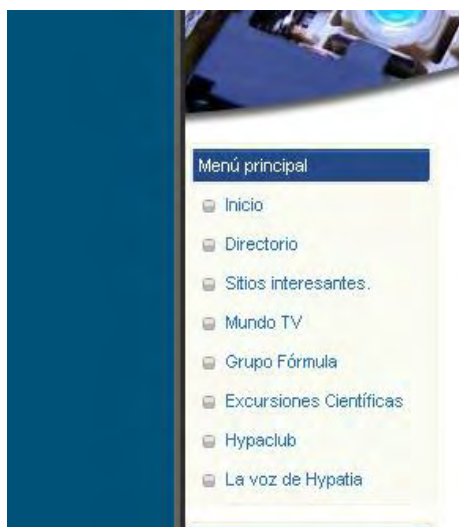 Menú principal
Inicio
Directorio
Sitios interesantes.
Mundo TV
Grupo Fórmula
Excursiones Científicas
Hypaclub
La voz de Hypatia